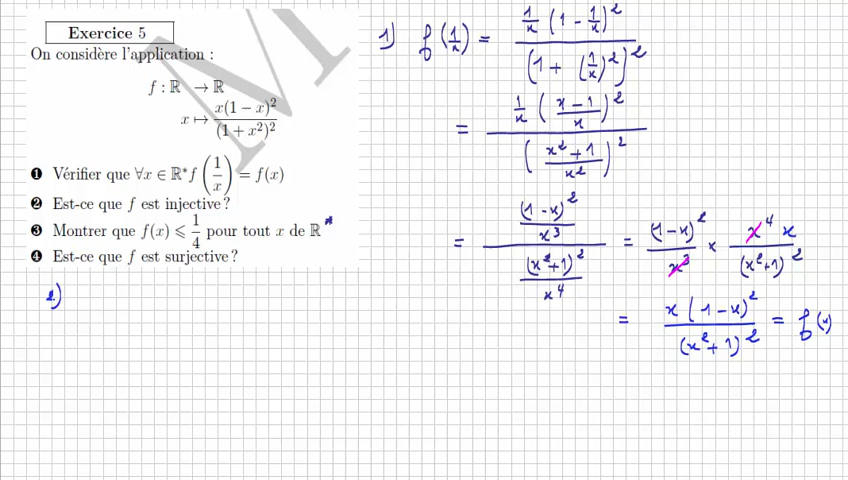 Exercice 5
On considère l'application :
f : ℝ → ℝ
x ↦ x(1 − x)² / (1 + x²)²
❶ Vérifier que ∀x ∈ ℝ* f(1/x) = f(x)
❷ Est-ce que f est injective ?
❸ Montrer que f(x) ⩽ 1/4 pour tout x de ℝ*
❹ Est-ce que f est surjective ?
2)
1) f(1/x) = 1/x (1 − 1/x)² / (1 + (1/x)²)²
= 1/x ((x − 1)/x)² / ((x² + 1)/x²)²
= ((1 − x)²/x³) / ((x² + 1)²/x⁴) = (1 − x)²/x³ × x⁴ x/(x² + 1)²
= x(1 − x)² / (x² + 1)² = f(x)